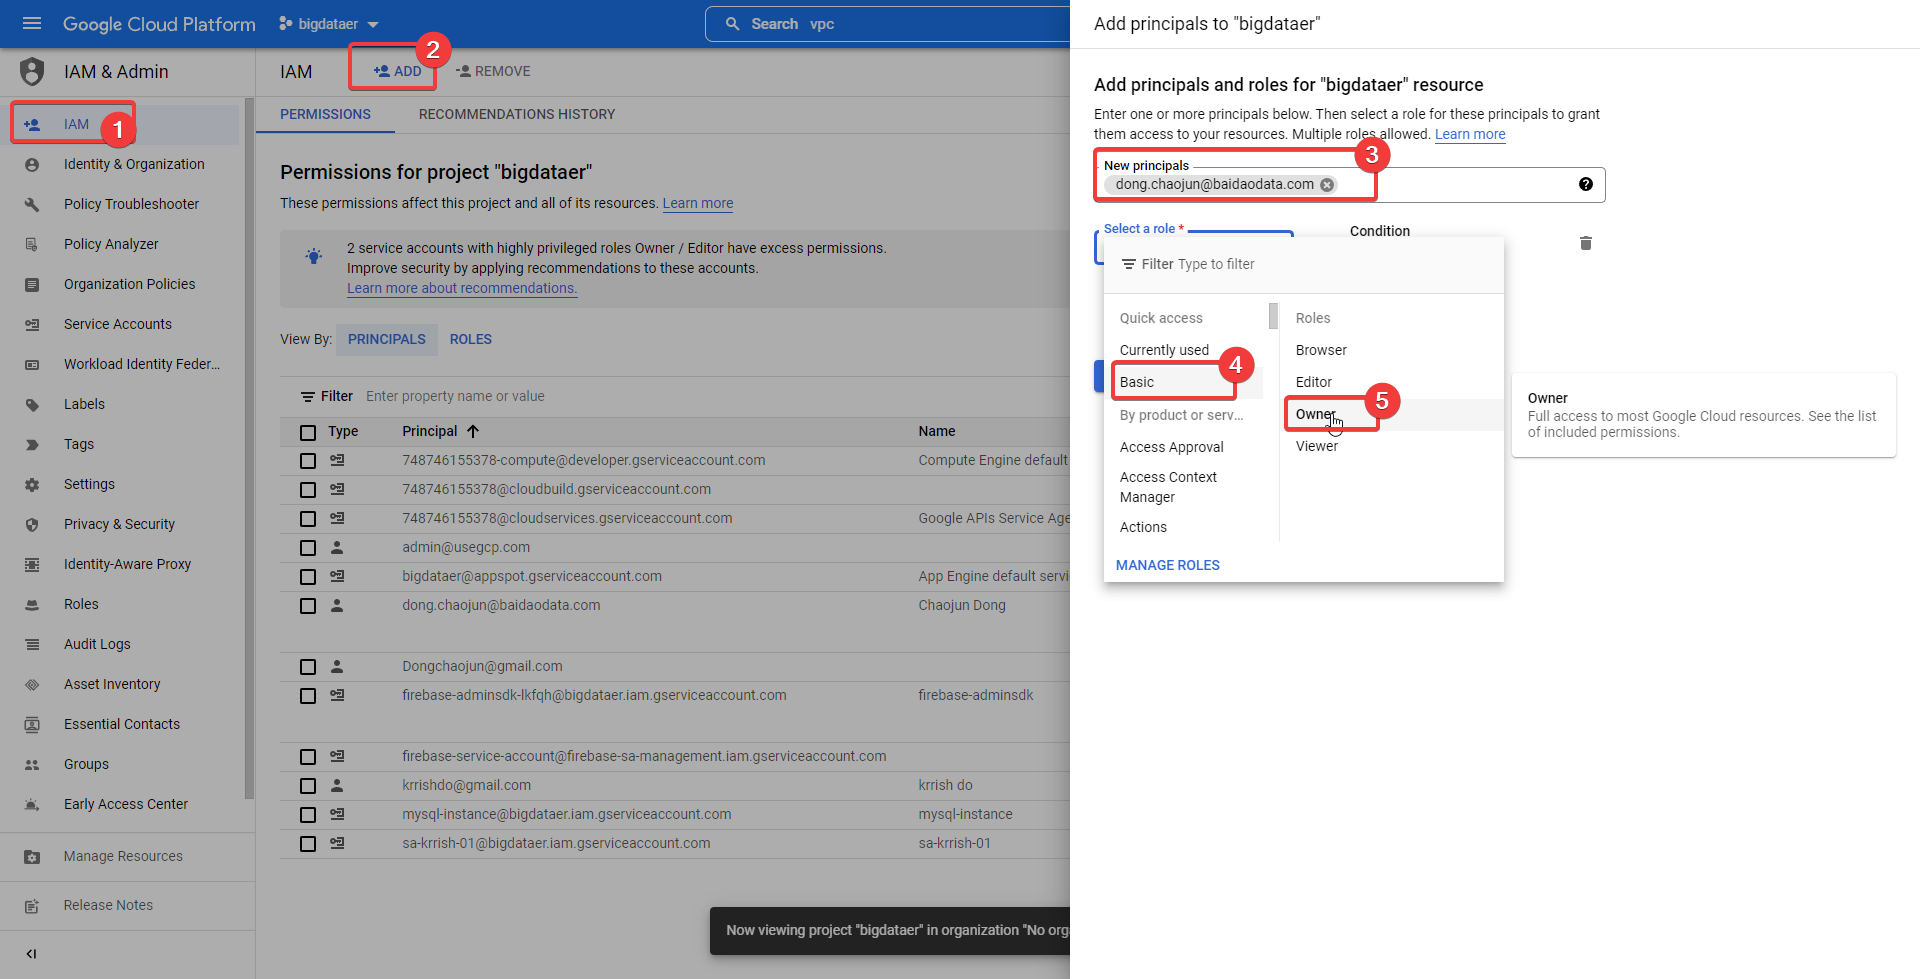 Google Cloud Platform
bigdataer
Search vpc
IAM & Admin
IAM
1
Identity & Organization
Policy Troubleshooter
Policy Analyzer
Organization Policies
Service Accounts
Workload Identity Feder...
Labels
Tags
Settings
Privacy & Security
Identity-Aware Proxy
Roles
Audit Logs
Asset Inventory
Essential Contacts
Groups
Early Access Center
Manage Resources
Release Notes
IAM
ADD
2
REMOVE
PERMISSIONS
RECOMMENDATIONS HISTORY
Permissions for project "bigdataer"
These permissions affect this project and all of its resources. Learn more
2 service accounts with highly privileged roles Owner / Editor have excess permissions.
Improve security by applying recommendations to these accounts.
Learn more about recommendations.
View By: PRINCIPALS ROLES
Filter Enter property name or value
Type Principal Name
748746155378-compute@developer.gserviceaccount.com Compute Engine default
748746155378@cloudbuild.gserviceaccount.com
748746155378@cloudservices.gserviceaccount.com Google APIs Service Age
admin@usegcp.com
bigdataer@appspot.gserviceaccount.com App Engine default servi
dong.chaojun@baidaodata.com Chaojun Dong
Dongchaojun@gmail.com
firebase-adminsdk-lkfqh@bigdataer.iam.gserviceaccount.com firebase-adminsdk
firebase-service-account@firebase-sa-management.iam.gserviceaccount.com
krrishdo@gmail.com krrish do
mysql-instance@bigdataer.iam.gserviceaccount.com mysql-instance
sa-krrish-01@bigdataer.iam.gserviceaccount.com sa-krrish-01
Now viewing project "bigdataer" in organization "No orga
Add principals to "bigdataer"
Add principals and roles for "bigdataer" resource
Enter one or more principals below. Then select a role for these principals to grant
them access to your resources. Multiple roles allowed. Learn more
3
New principals
dong.chaojun@baidaodata.com
Select a role *
Condition
Filter Type to filter
Quick access
Currently used
Basic
4
By product or serv...
Access Approval
Access Context
Manager
Actions
Roles
Browser
Editor
Owner
5
Viewer
MANAGE ROLES
Owner
Full access to most Google Cloud resources. See the list
of included permissions.